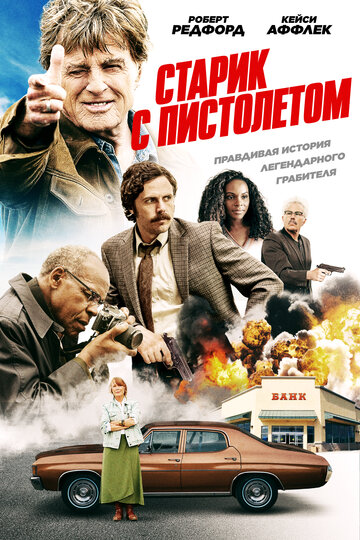 РОБЕРТ
РЕДФОРД
КЕЙСИ
АФФЛЕК
СТАРИК
С ПИСТОЛЕТОМ
ПРАВДИВАЯ ИСТОРИЯ
ЛЕГЕНДАРНОГО
ГРАБИТЕЛЯ
БАНК